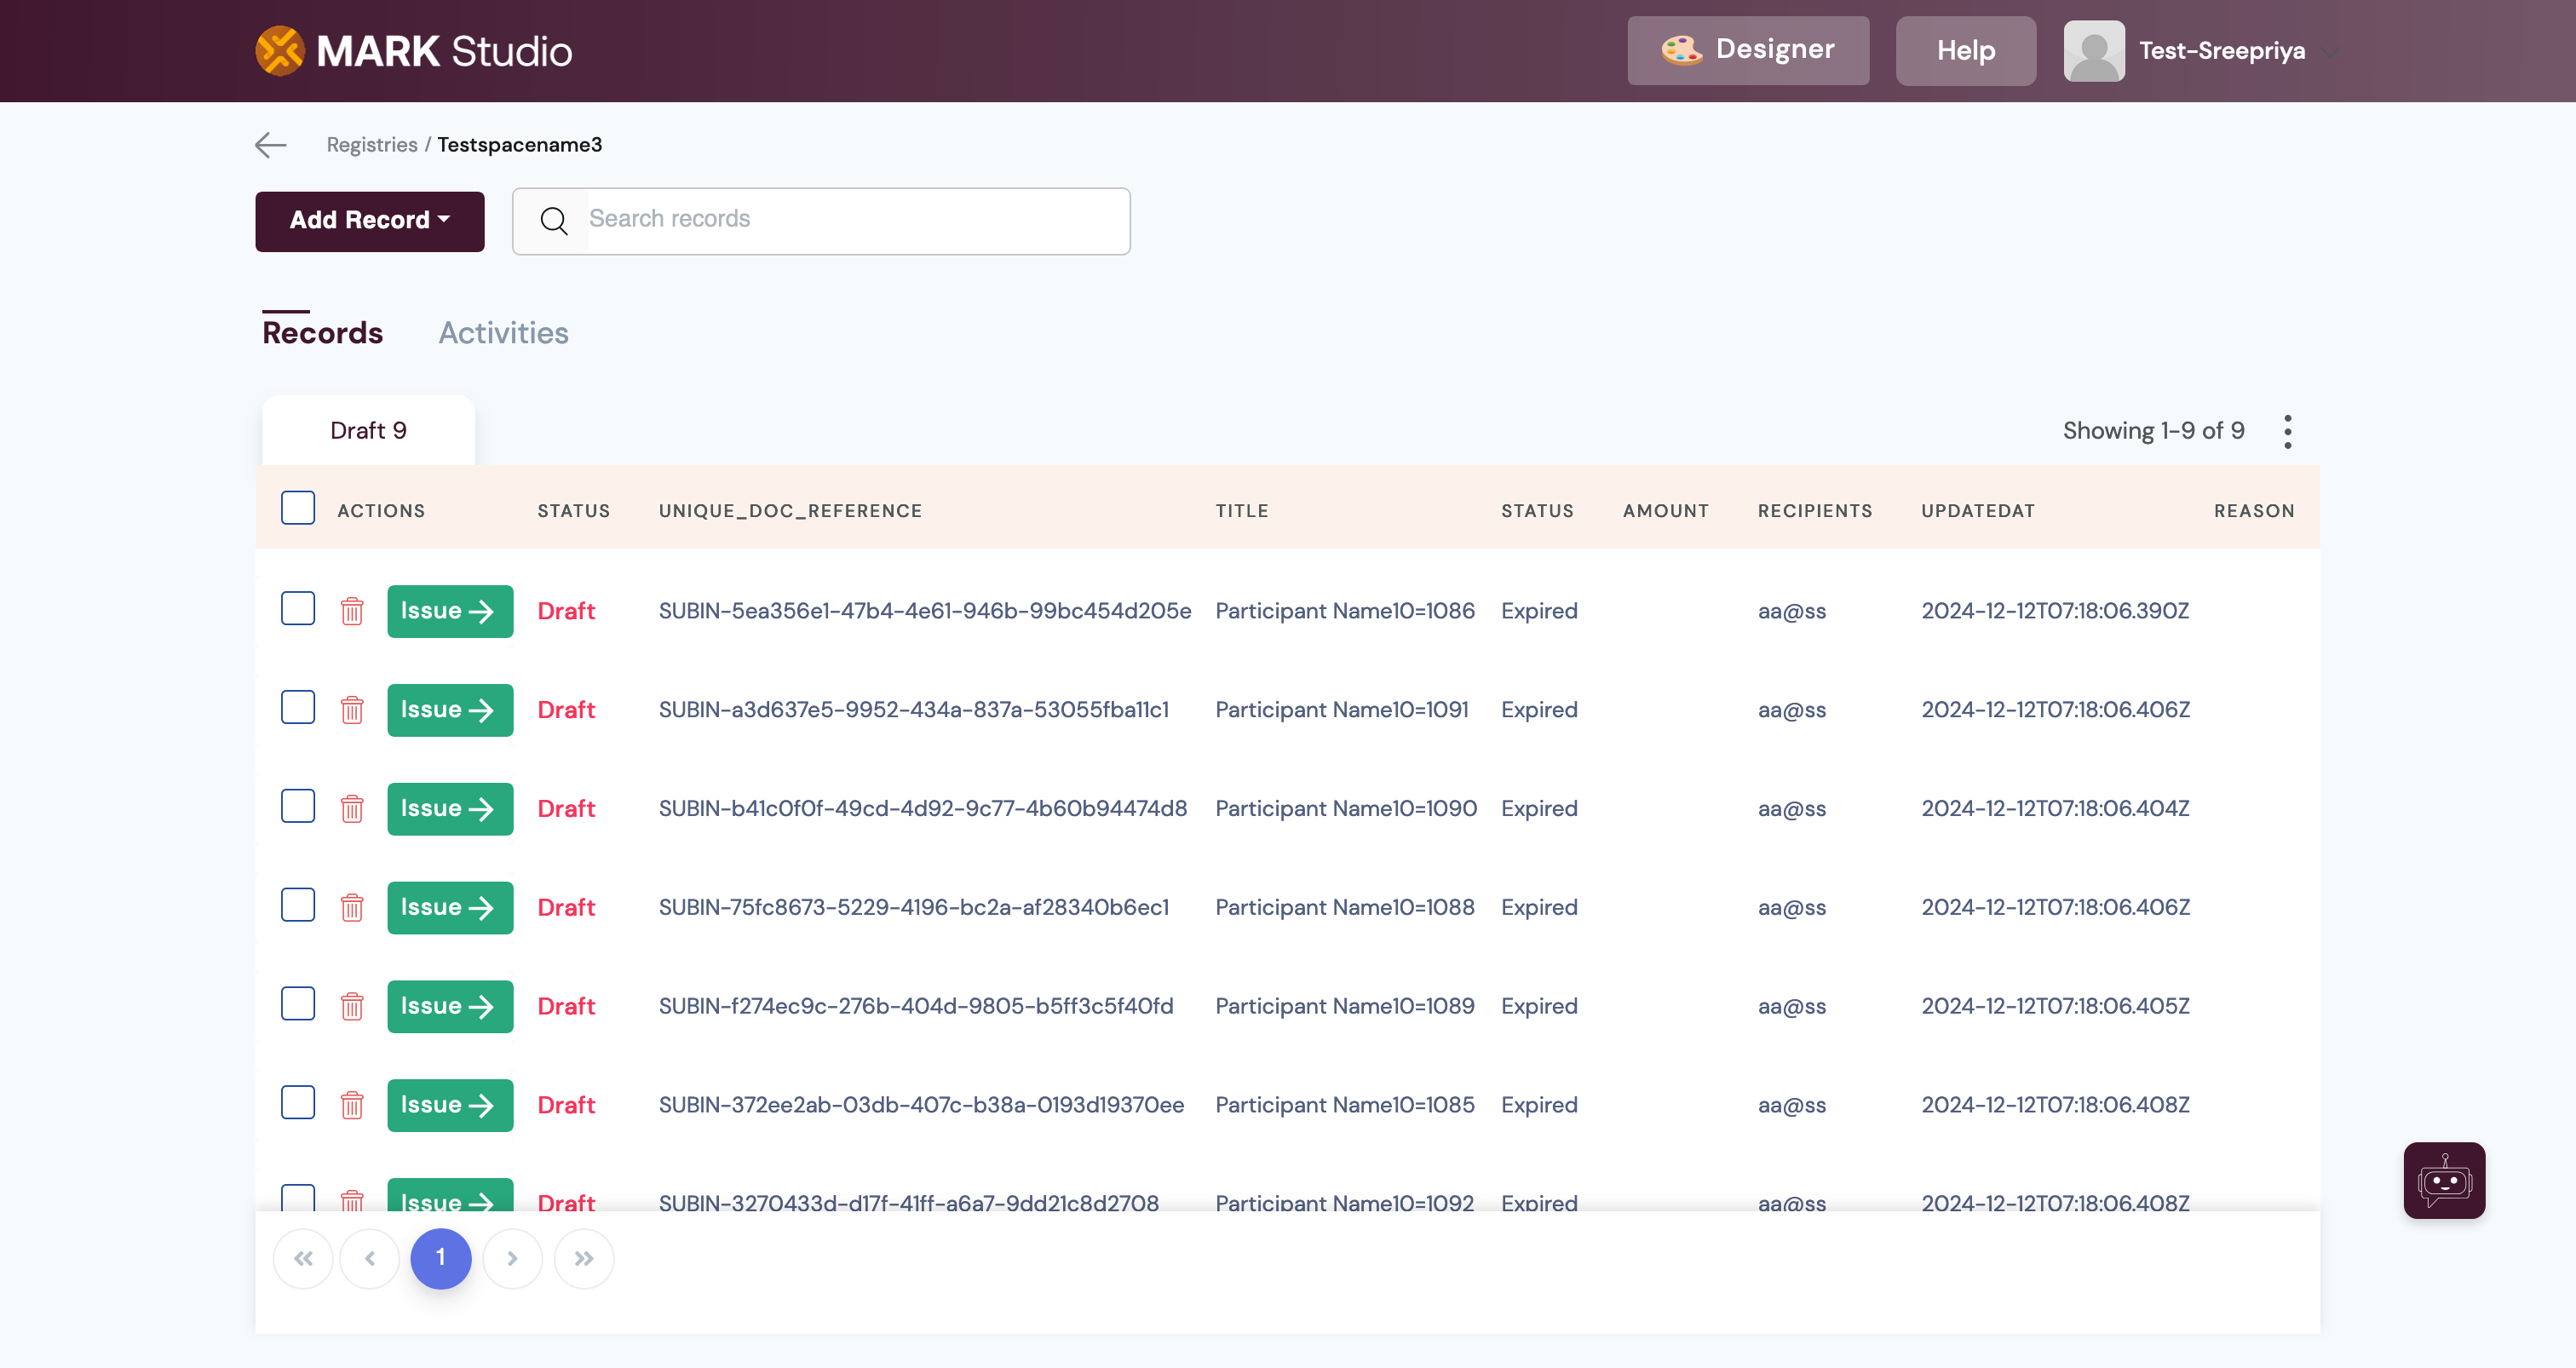 MARK Studio
Designer
Help
Test-Sreepriya
Registries / Testspacename3
Add Record
Search records
Records
Activities
Draft 9
Showing 1-9 of 9
ACTIONS STATUS UNIQUE_DOC_REFERENCE TITLE STATUS AMOUNT RECIPIENTS UPDATEDAT REASON
Issue Draft SUBIN-5ea356e1-47b4-4e61-946b-99bc454d205e Participant Name10=1086 Expired aa@ss 2024-12-12T07:18:06.390Z
Issue Draft SUBIN-a3d637e5-9952-434a-837a-53055fba11c1 Participant Name10=1091 Expired aa@ss 2024-12-12T07:18:06.406Z
Issue Draft SUBIN-b41c0f0f-49cd-4d92-9c77-4b60b94474d8 Participant Name10=1090 Expired aa@ss 2024-12-12T07:18:06.404Z
Issue Draft SUBIN-75fc8673-5229-4196-bc2a-af28340b6ec1 Participant Name10=1088 Expired aa@ss 2024-12-12T07:18:06.406Z
Issue Draft SUBIN-f274ec9c-276b-404d-9805-b5ff3c5f40fd Participant Name10=1089 Expired aa@ss 2024-12-12T07:18:06.405Z
Issue Draft SUBIN-372ee2ab-03db-407c-b38a-0193d19370ee Participant Name10=1085 Expired aa@ss 2024-12-12T07:18:06.408Z
Issue Draft SUBIN-3270433d-d17f-41ff-a6a7-9dd21c8d2708 Participant Name10=1092 Expired aa@ss 2024-12-12T07:18:06.408Z
1